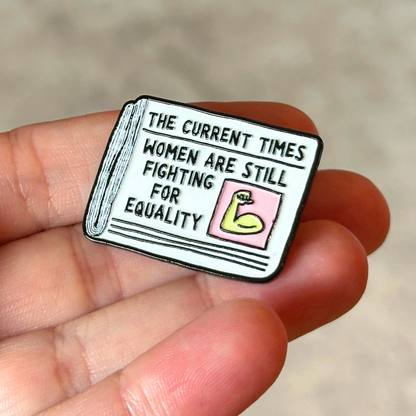 THE CURRENT TIMES
WOMEN ARE STILL
FIGHTING
FOR
EQUALITY